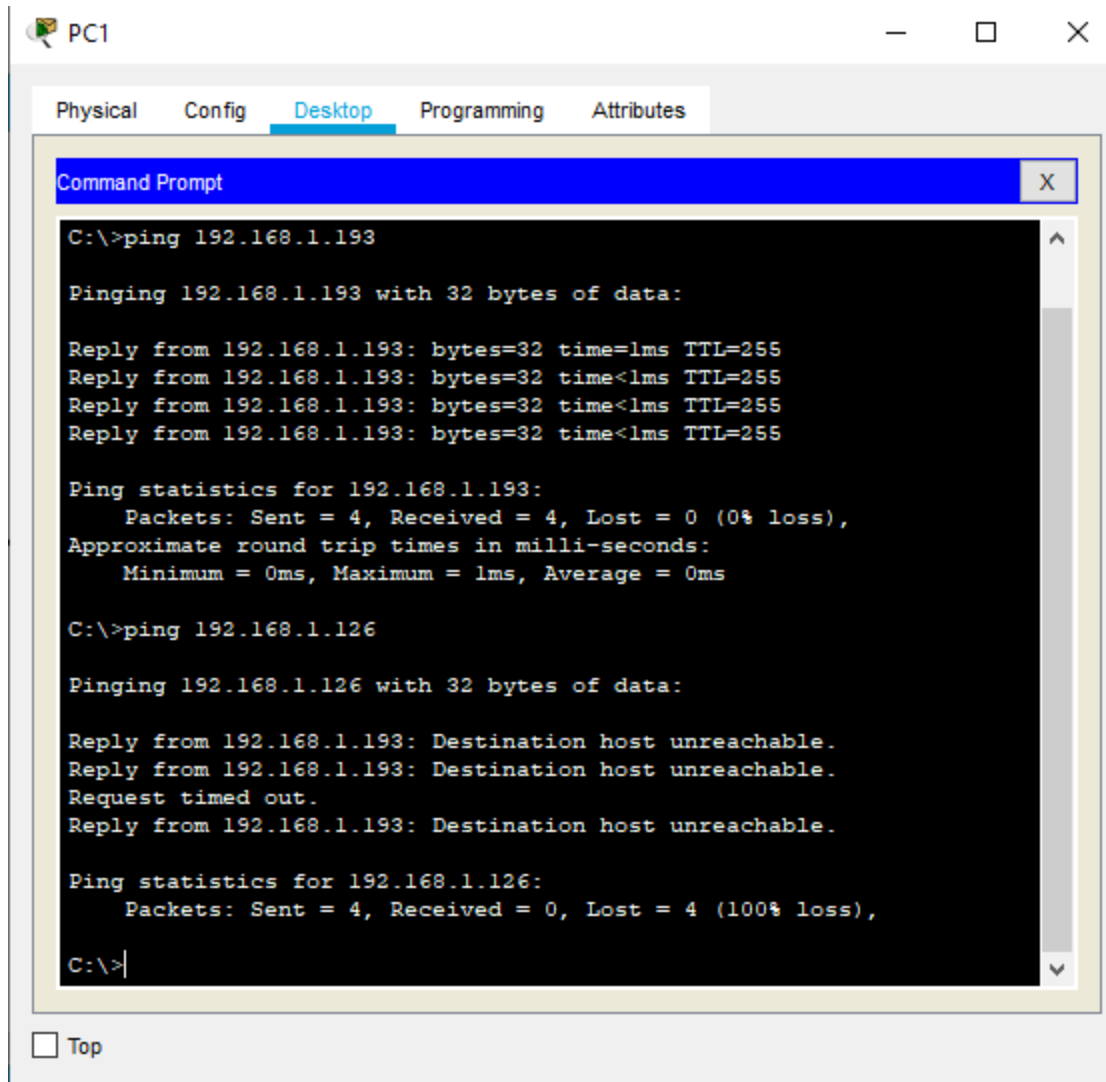 PC1
Physical Config Desktop Programming Attributes
Command Prompt X
C:\>ping 192.168.1.193
Pinging 192.168.1.193 with 32 bytes of data:
Reply from 192.168.1.193: bytes=32 time=1ms TTL=255
Reply from 192.168.1.193: bytes=32 time<1ms TTL=255
Reply from 192.168.1.193: bytes=32 time<1ms TTL=255
Reply from 192.168.1.193: bytes=32 time<1ms TTL=255
Ping statistics for 192.168.1.193:
Packets: Sent = 4, Received = 4, Lost = 0 (0% loss),
Approximate round trip times in milli-seconds:
Minimum = 0ms, Maximum = 1ms, Average = 0ms
C:\>ping 192.168.1.126
Pinging 192.168.1.126 with 32 bytes of data:
Reply from 192.168.1.193: Destination host unreachable.
Reply from 192.168.1.193: Destination host unreachable.
Request timed out.
Reply from 192.168.1.193: Destination host unreachable.
Ping statistics for 192.168.1.126:
Packets: Sent = 4, Received = 0, Lost = 4 (100% loss),
C:\>
Top